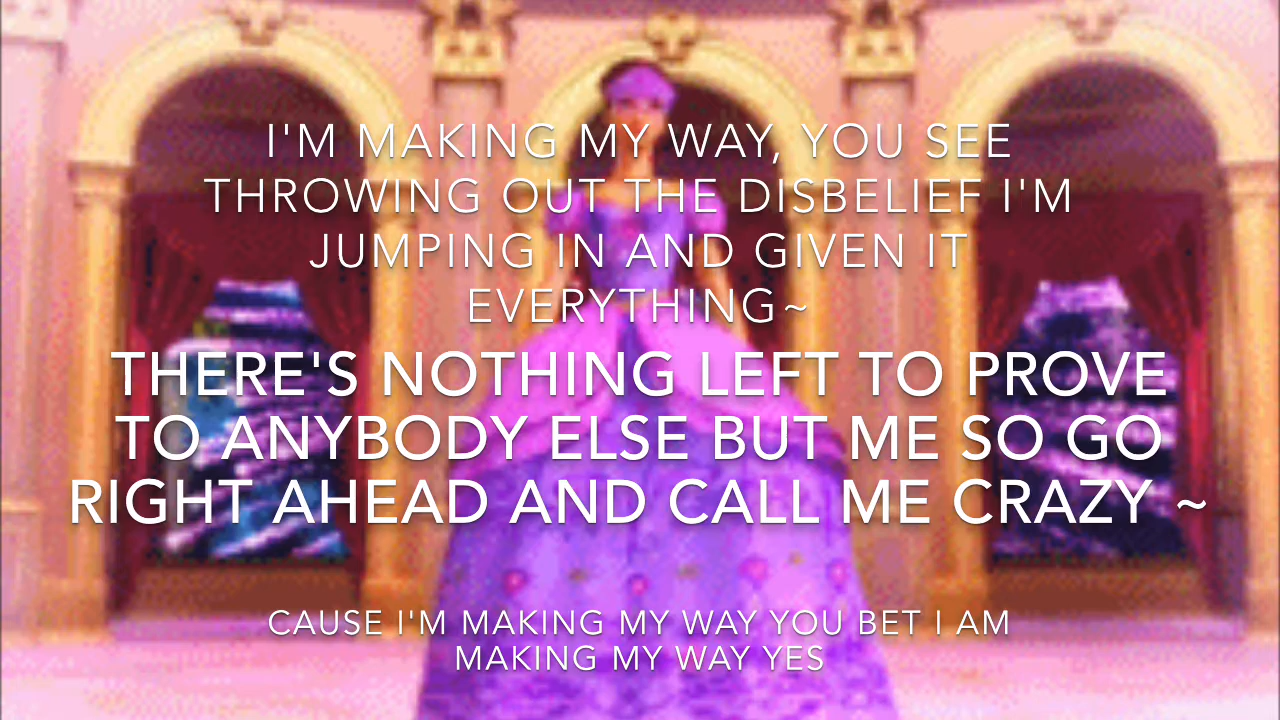 I'M MAKING MY WAY, YOU SEE
THROWING OUT THE DISBELIEF I'M
JUMPING IN AND GIVEN IT
EVERYTHING~
THERE'S NOTHING LEFT TO PROVE
TO ANYBODY ELSE BUT ME SO GO
RIGHT AHEAD AND CALL ME CRAZY ~
CAUSE I'M MAKING MY WAY YOU BET I AM
MAKING MY WAY YES